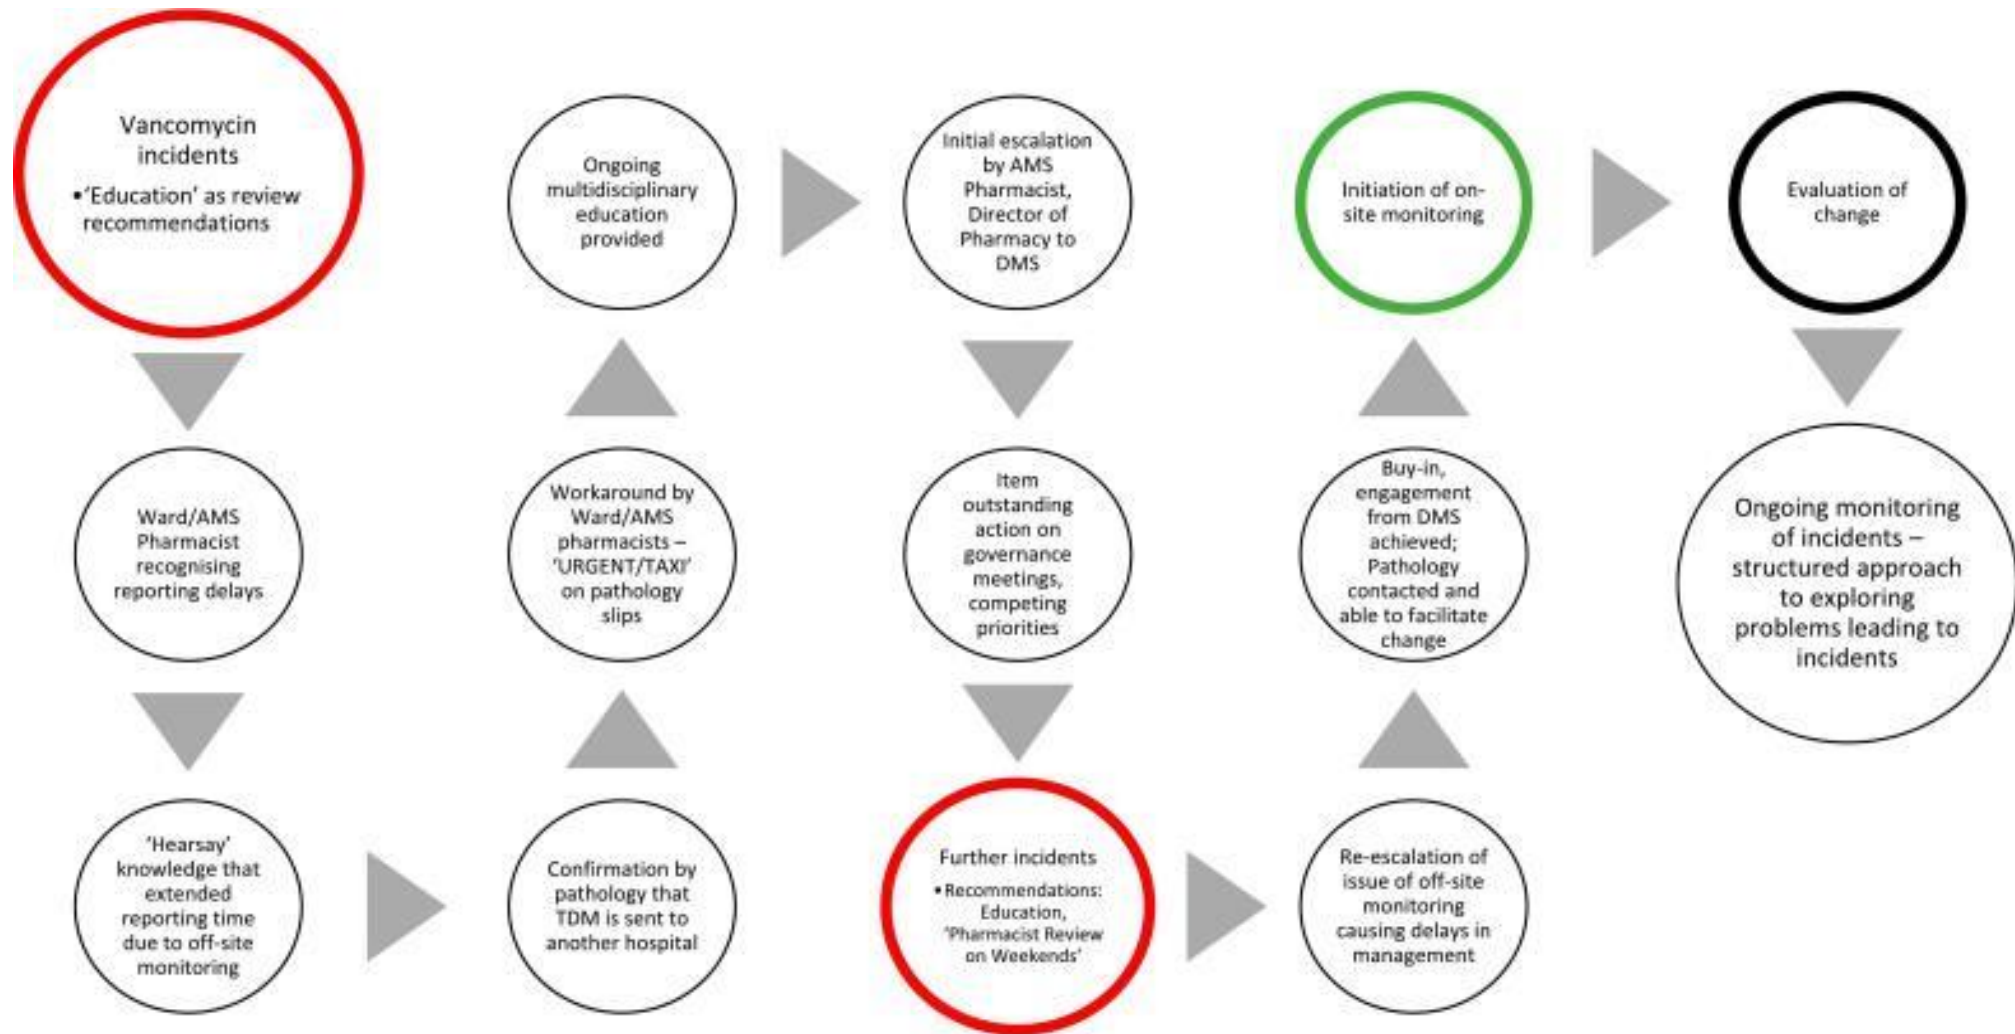 Vancomycin
incidents
•'Education' as review
recommendations
Ward/AMS
Pharmacist
recognising
reporting delays
'Hearsay'
knowledge that
extended
reporting time
due to off-site
monitoring
Confirmation by
pathology that
TDM is sent to
another hospital
Workaround by
Ward/AMS
pharmacists –
'URGENT/TAXI'
on pathology
slips
Ongoing
multidisciplinary
education
provided
Initial escalation
by AMS
Pharmacist,
Director of
Pharmacy to
DMS
Item
outstanding
action on
governance
meetings,
competing
priorities
Further incidents
•Recommendations:
Education,
'Pharmacist Review
on Weekends'
Re-escalation of
issue of off-site
monitoring
causing delays in
management
Buy-in,
engagement
from DMS
achieved;
Pathology
contacted and
able to facilitate
change
Initiation of on-
site monitoring
Evaluation of
change
Ongoing monitoring
of incidents –
structured approach
to exploring
problems leading to
incidents